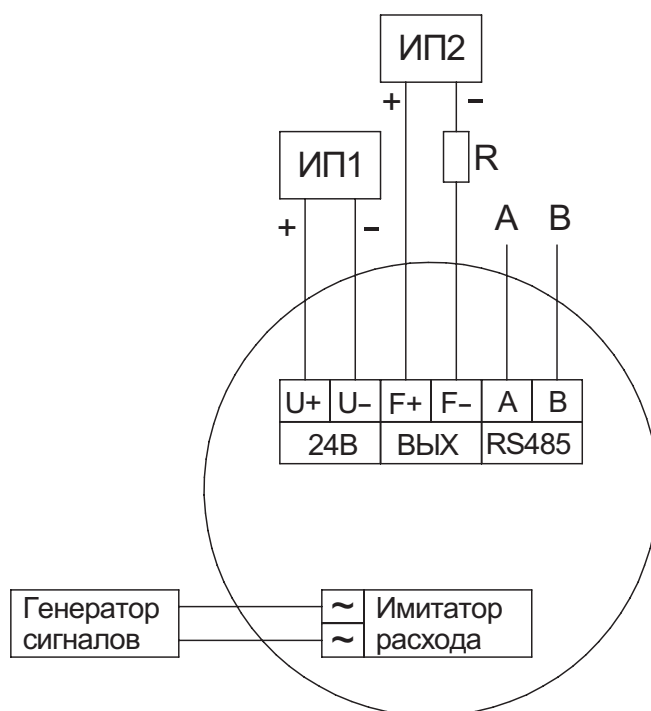 ИП2
+ −
R
ИП1
+ −
A B
U+ U− F+ F− A B
24В ВЫХ RS485
Генератор
сигналов
~ Имитатор
~ расхода